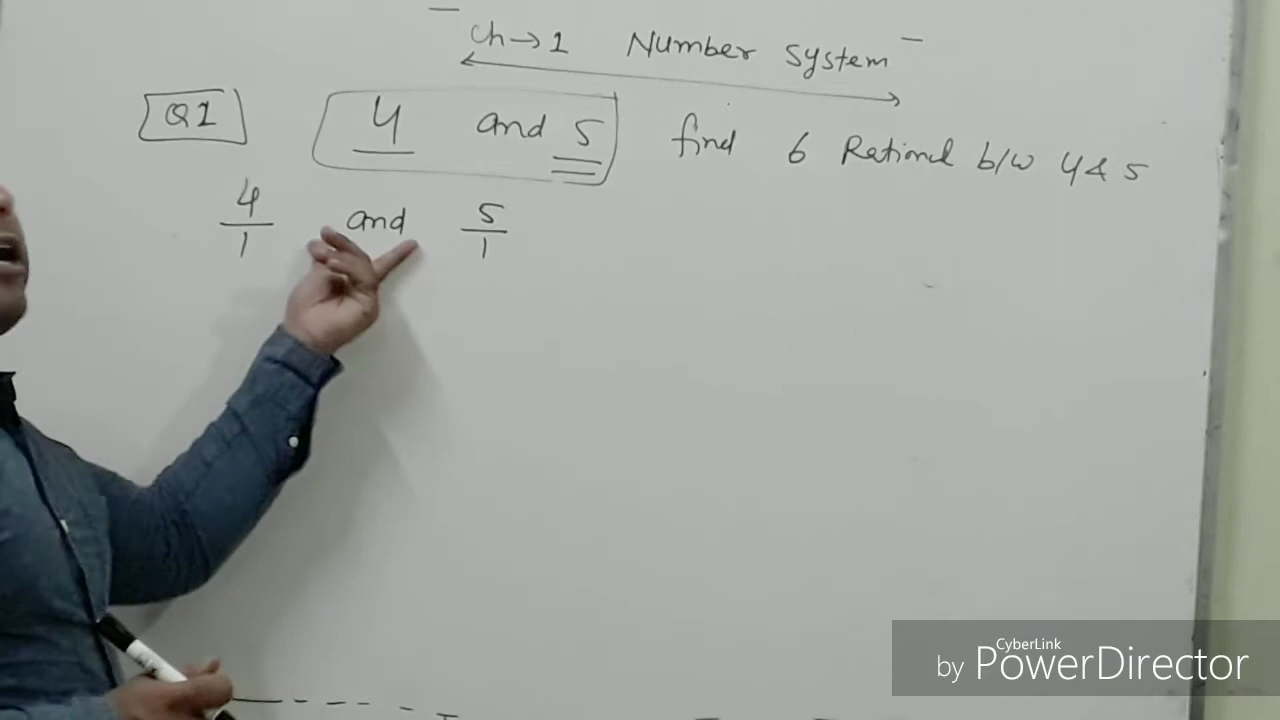 Ch→1 Number System
Q1 4 and 5 find 6 Rational b/w 4 & 5
4/1 and 5/1
CyberLink
by PowerDirector